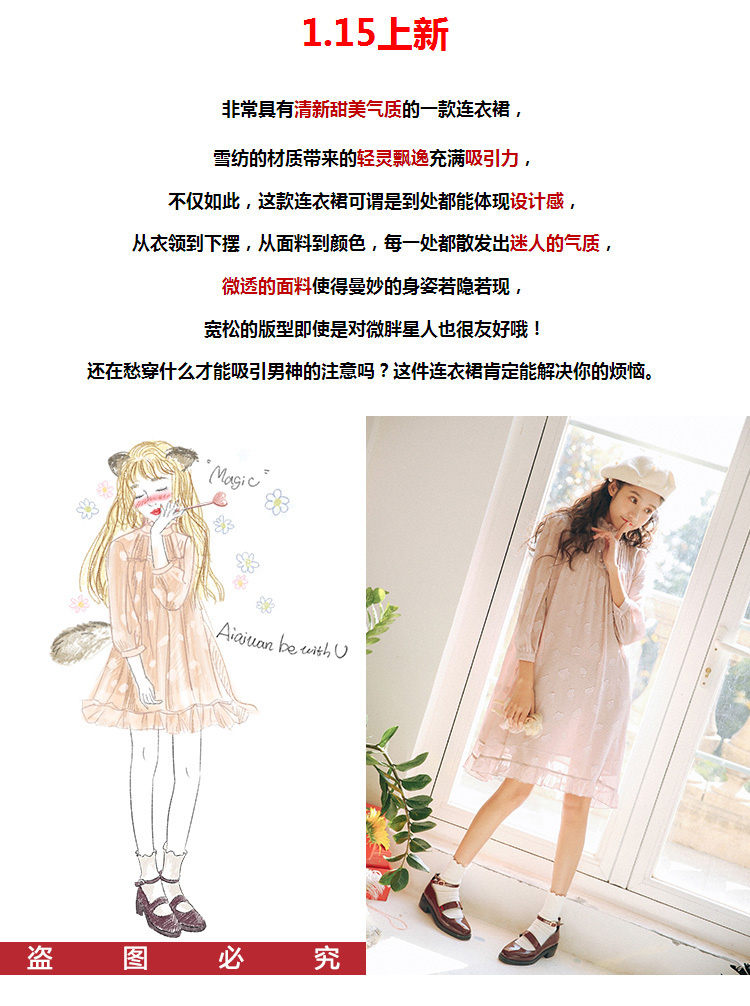 1.15上新
非常具有清新甜美气质的一款连衣裙，
雪纺的材质带来的轻灵飘逸充满吸引力，
不仅如此，这款连衣裙可谓是到处都能体现设计感，
从衣领到下摆，从面料到颜色，每一处都散发出迷人的气质，
微透的面料使得曼妙的身姿若隐若现，
宽松的版型即使是对微胖星人也很友好哦！
还在愁穿什么才能吸引男神的注意吗？这件连衣裙肯定能解决你的烦恼。
"Magic"
Aiaiuan be with U
盗图必究